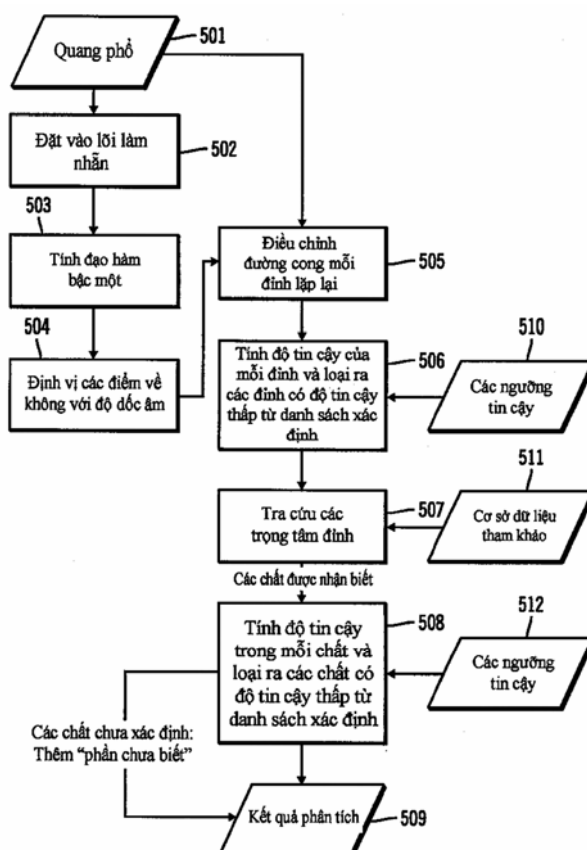 Quang phổ
501
Đặt vào lõi làm
nhẵn
502
503
Tính đạo hàm
bậc một
504
Định vị các điểm về
không với độ dốc âm
Điều chỉnh
đường cong mỗi
đỉnh lặp lại
505
Tính độ tin cậy của
mỗi đỉnh và loại ra
các đỉnh có độ tin cậy
thấp từ danh sách xác
định
506
510
Các ngưỡng
tin cậy
Tra cứu các
trọng tâm đỉnh
507
511
Cơ sở dữ liệu
tham khảo
Các chất được nhận biết
Tính độ tin cậy
trong mỗi chất và
loại ra các chất có
độ tin cậy thấp từ
danh sách xác định
508
512
Các ngưỡng
tin cậy
Các chất chưa xác định:
Thêm “phần chưa biết”
Kết quả phân tích
509